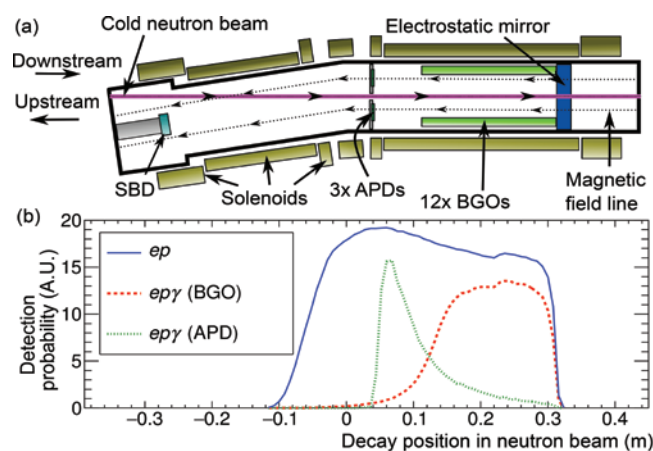 (a)
Cold neutron beam
Electrostatic mirror
Downstream
Upstream
SBD
Solenoids
3x APDs
12x BGOs
Magnetic
field line
(b)
20
15
10
5
0
Detection
probability (A.U.)
ep
epγ (BGO)
epγ (APD)
−0.3 −0.2 −0.1 0 0.1 0.2 0.3 0.4
Decay position in neutron beam (m)